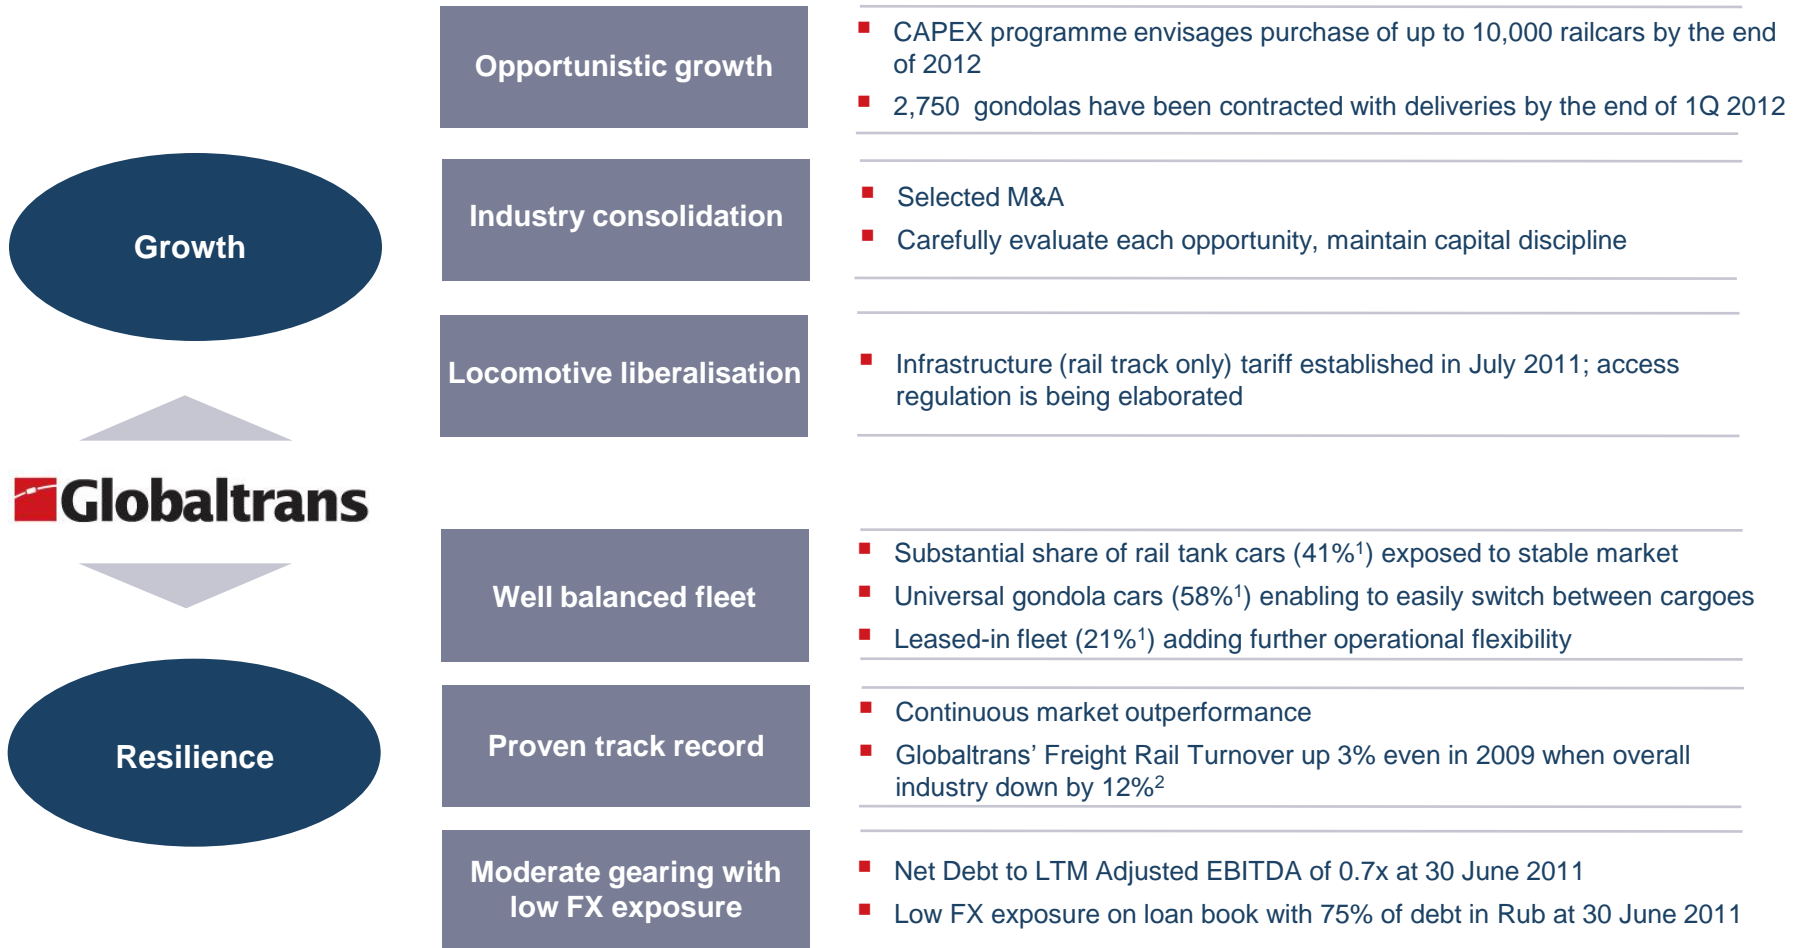 Opportunistic growth
CAPEX programme envisages purchase of up to 10,000 railcars by the end
of 2012
2,750 gondolas have been contracted with deliveries by the end of 1Q 2012
Growth
Industry consolidation
Selected M&A
Carefully evaluate each opportunity, maintain capital discipline
Locomotive liberalisation
Infrastructure (rail track only) tariff established in July 2011; access
regulation is being elaborated
Globaltrans
Well balanced fleet
Substantial share of rail tank cars (41%¹) exposed to stable market
Universal gondola cars (58%¹) enabling to easily switch between cargoes
Leased-in fleet (21%¹) adding further operational flexibility
Resilience
Proven track record
Continuous market outperformance
Globaltrans’ Freight Rail Turnover up 3% even in 2009 when overall
industry down by 12%²
Moderate gearing with
low FX exposure
Net Debt to LTM Adjusted EBITDA of 0.7x at 30 June 2011
Low FX exposure on loan book with 75% of debt in Rub at 30 June 2011